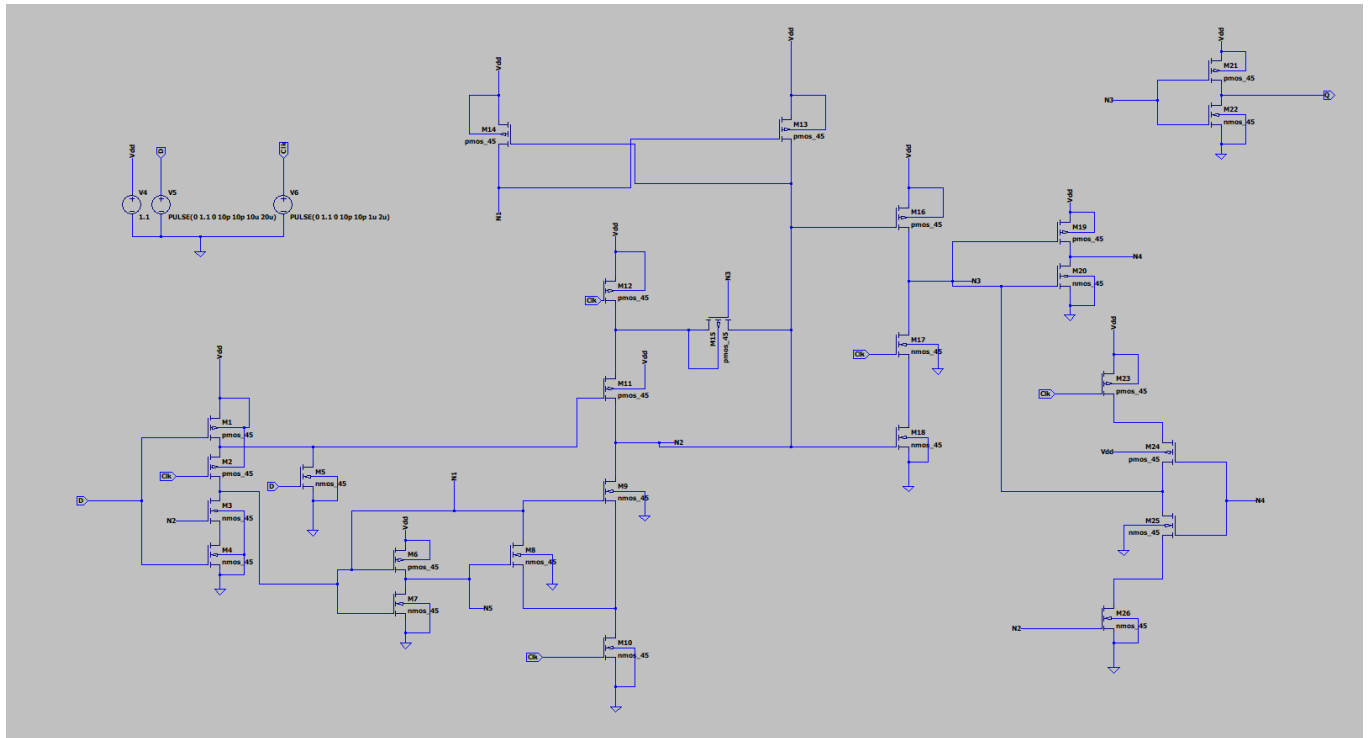 Vdd
Vdd
Vdd
M21
pmos_45
N3
Q
M22
nmos_45
M14
pmos_45
M13
pmos_45
Vdd
D
Clk
V4
1.1
V5
PULSE(0 1.1 0 10p 10p 10u 20u)
V6
PULSE(0 1.1 0 10p 10p 1u 2u)
N1
Vdd
M16
pmos_45
Vdd
M19
pmos_45
N4
M20
nmos_45
N3
Vdd
M12
pmos_45
Clk
N3
M15
pmos_45
M17
nmos_45
Clk
Vdd
M11
pmos_45
Vdd
M23
pmos_45
Clk
Vdd
M1
pmos_45
M2
pmos_45
Clk
M5
nmos_45
D
D
N2
M3
nmos_45
M4
nmos_45
N2
M18
nmos_45
M24
Vdd
pmos_45
N4
M25
nmos_45
N1
M9
nmos_45
Vdd
M6
pmos_45
M7
nmos_45
M8
nmos_45
N5
M10
nmos_45
Clk
M26
nmos_45
N2